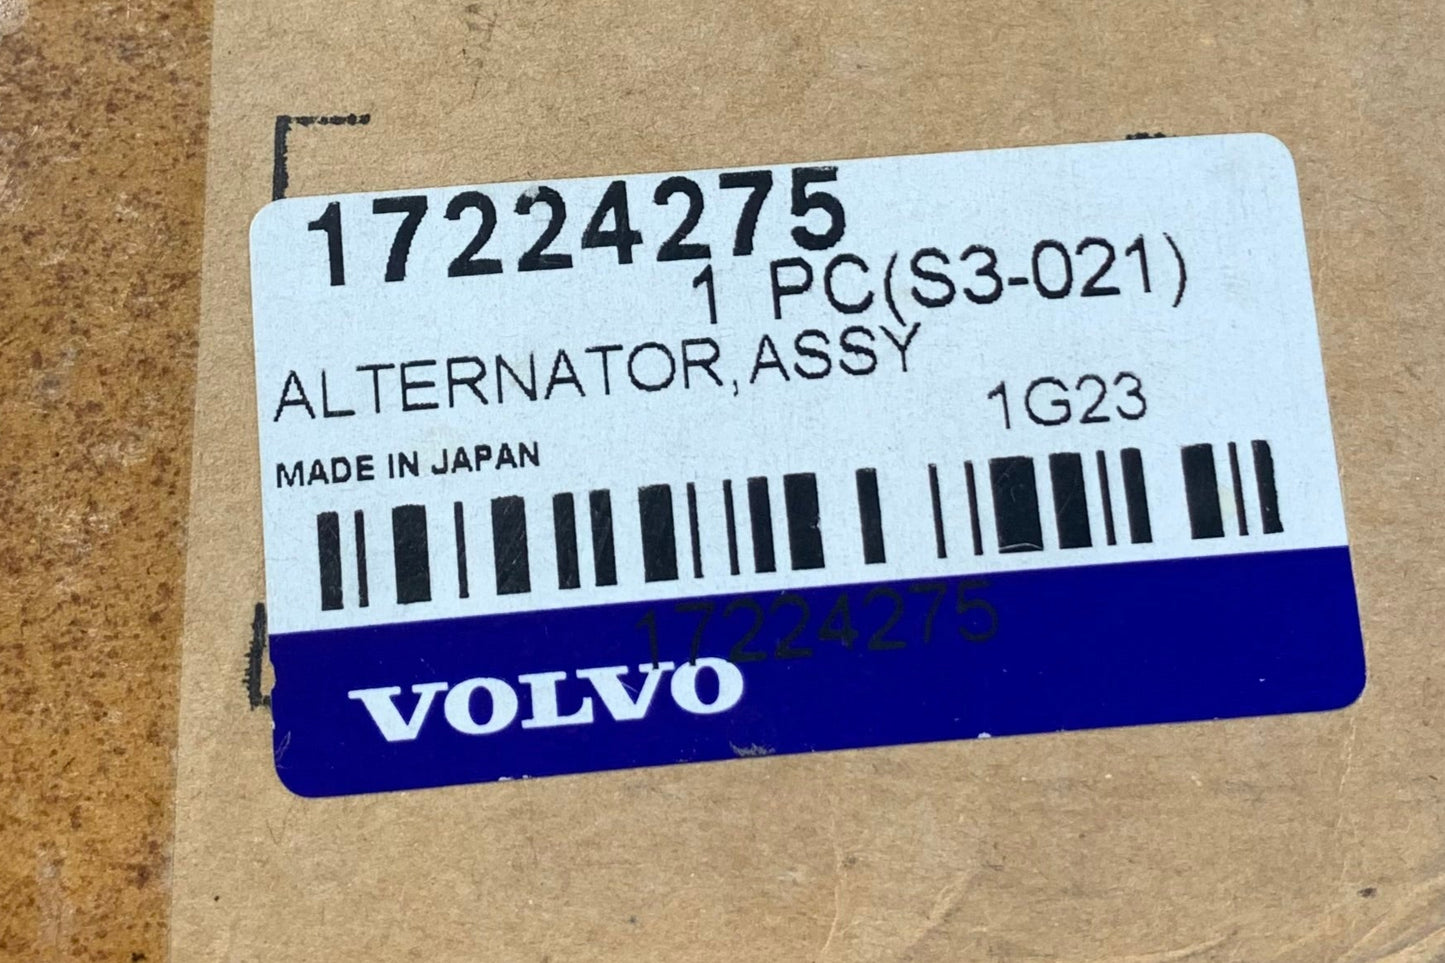 17224275
1 PC(S3-021)
ALTERNATOR,ASSY
1G23
MADE IN JAPAN
17224275
VOLVO